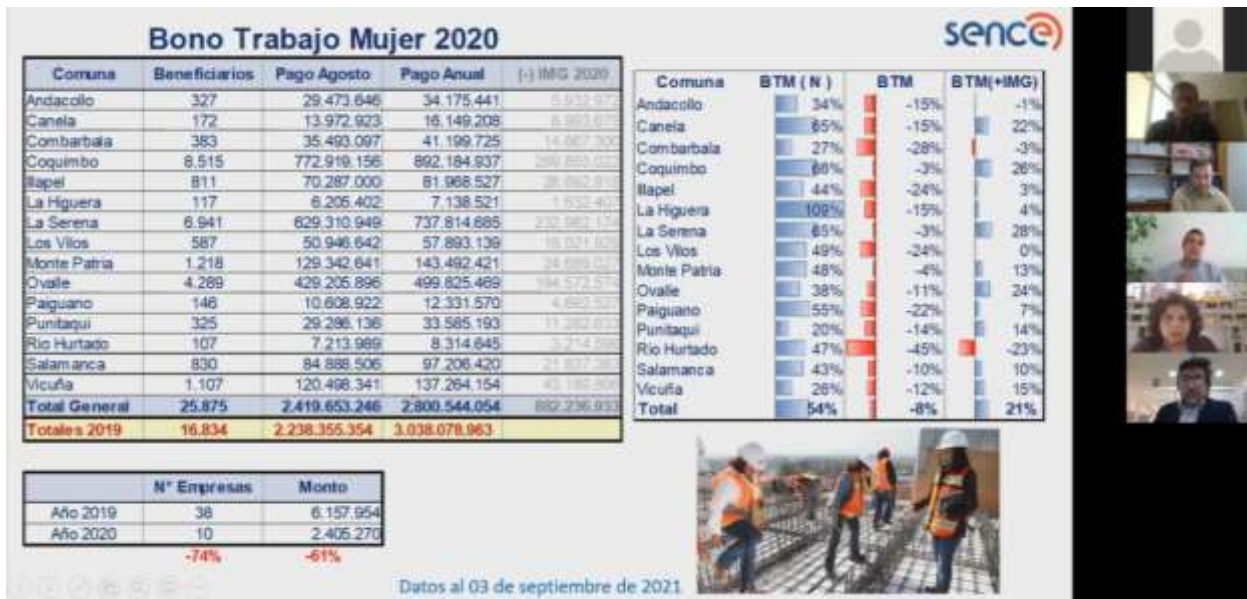 sence
Bono Trabajo Mujer 2020
Comuna Beneficiarios Pago Agosto Pago Anual (-) IMG 2020
Andacollo 327 29.473.646 34.175.441
Canela 172 13.972.923 16.149.208
Combarbala 383 35.493.097 41.199.725
Coquimbo 8.515 772.919.156 892.184.937
Illapel 811 70.287.000 81.968.527
La Higuera 117 6.205.402 7.138.521
La Serena 6.941 629.310.949 737.814.685
Los Vilos 587 50.946.642 57.893.139
Monte Patria 1.218 129.342.641 143.492.421
Ovalle 4.289 429.205.896 499.825.469
Paiguano 146 10.608.922 12.331.570
Punitaqui 325 29.286.136 33.585.193
Rio Hurtado 107 7.213.989 8.314.645
Salamanca 830 84.888.506 97.206.420
Vicuña 1.107 120.498.341 137.264.154
Total General 25.875 2.419.653.246 2.800.544.054 882.236.933
Totales 2019 16.834 2.238.355.354 3.038.078.963
Comuna BTM ( N ) BTM BTM(+IMG)
Andacollo 34% -15% -1%
Canela 65% -15% 22%
Combarbala 27% -28% -3%
Coquimbo 66% -3% 26%
Illapel 44% -24% 3%
La Higuera 109% -15% 4%
La Serena 65% -3% 28%
Los Vilos 49% -24% 0%
Monte Patria 48% -4% 13%
Ovalle 38% -11% 24%
Paiguano 55% -22% 7%
Punitaqui 20% -14% 14%
Rio Hurtado 47% -45% -23%
Salamanca 43% -10% 10%
Vicuña 26% -12% 15%
Total 54% -8% 21%
N° Empresas Monto
Año 2019 38 6.157.954
Año 2020 10 2.405.270
-74% -61%
Datos al 03 de septiembre de 2021